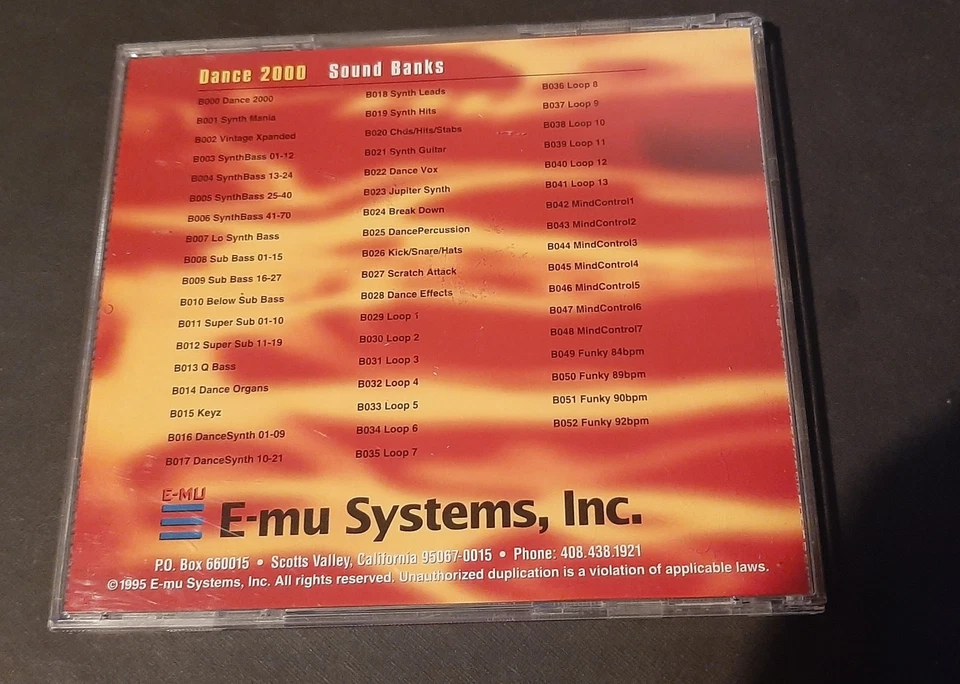 Dance 2000 Sound Banks
B000 Dance 2000
B001 Synth Mania
B002 Vintage Xpanded
B003 SynthBass 01-12
B004 SynthBass 13-24
B005 SynthBass 25-40
B006 SynthBass 41-70
B007 Lo Synth Bass
B008 Sub Bass 01-15
B009 Sub Bass 16-27
B010 Below Sub Bass
B011 Super Sub 01-10
B012 Super Sub 11-19
B013 Q Bass
B014 Dance Organs
B015 Keyz
B016 DanceSynth 01-09
B017 DanceSynth 10-21
B018 Synth Leads
B019 Synth Hits
B020 Chds/Hits/Stabs
B021 Synth Guitar
B022 Dance Vox
B023 Jupiter Synth
B024 Break Down
B025 DancePercussion
B026 Kick/Snare/Hats
B027 Scratch Attack
B028 Dance Effects
B029 Loop 1
B030 Loop 2
B031 Loop 3
B032 Loop 4
B033 Loop 5
B034 Loop 6
B035 Loop 7
B036 Loop 8
B037 Loop 9
B038 Loop 10
B039 Loop 11
B040 Loop 12
B041 Loop 13
B042 MindControl1
B043 MindControl2
B044 MindControl3
B045 MindControl4
B046 MindControl5
B047 MindControl6
B048 MindControl7
B049 Funky 84bpm
B050 Funky 89bpm
B051 Funky 90bpm
B052 Funky 92bpm
E-MU
E-mu Systems, Inc.
P.O. Box 660015 • Scotts Valley, California 95067-0015 • Phone: 408.438.1921
©1995 E-mu Systems, Inc. All rights reserved. Unauthorized duplication is a violation of applicable laws.